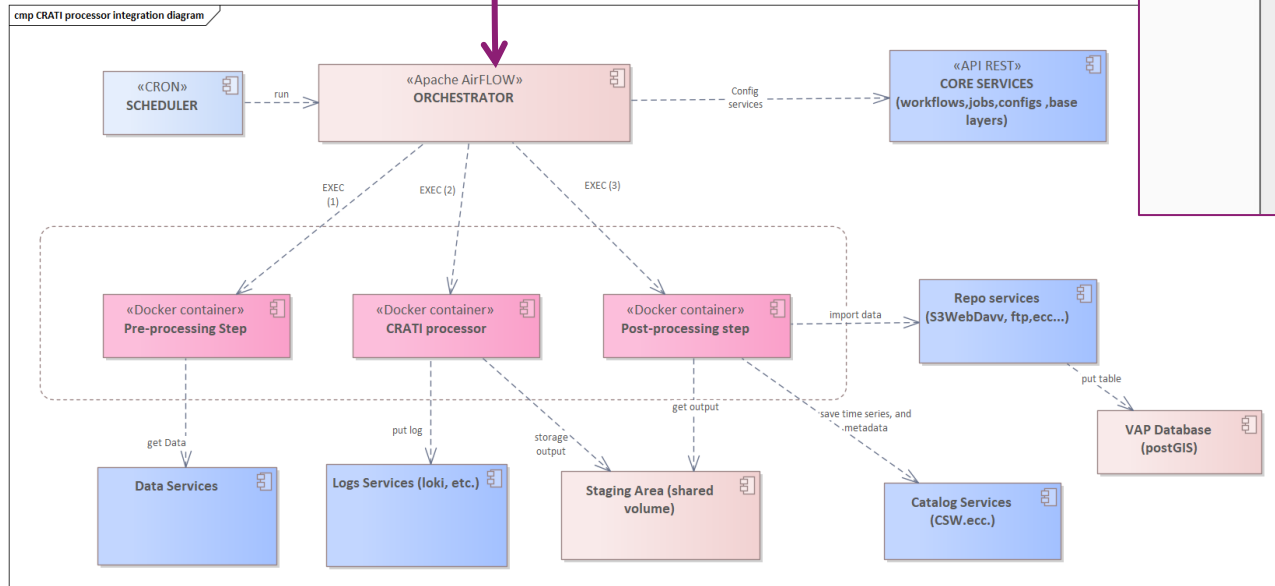 cmp CRATI processor integration diagram
«CRON»
SCHEDULER
run
«Apache AirFLOW»
ORCHESTRATOR
Config
services
«API REST»
CORE SERVICES
(workflows,jobs,configs ,base
layers)
EXEC
(1)
EXEC (2)
EXEC (3)
«Docker container»
Pre-processing Step
«Docker container»
CRATI processor
«Docker container»
Post-processing step
import data
Repo services
(S3WebDavv, ftp,ecc...)
put table
VAP Database
(postGIS)
get Data
put log
storage
output
get output
save time series, and
metadata
Data Services
Logs Services (loki, etc.)
Staging Area (shared
volume)
Catalog Services
(CSW.ecc.)